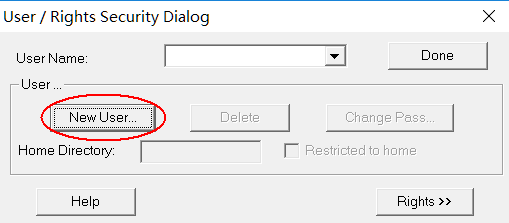 User / Rights Security Dialog
User Name:
Done
User ...
New User...
Delete
Change Pass...
Home Directory:
Restricted to home
Help
Rights >>